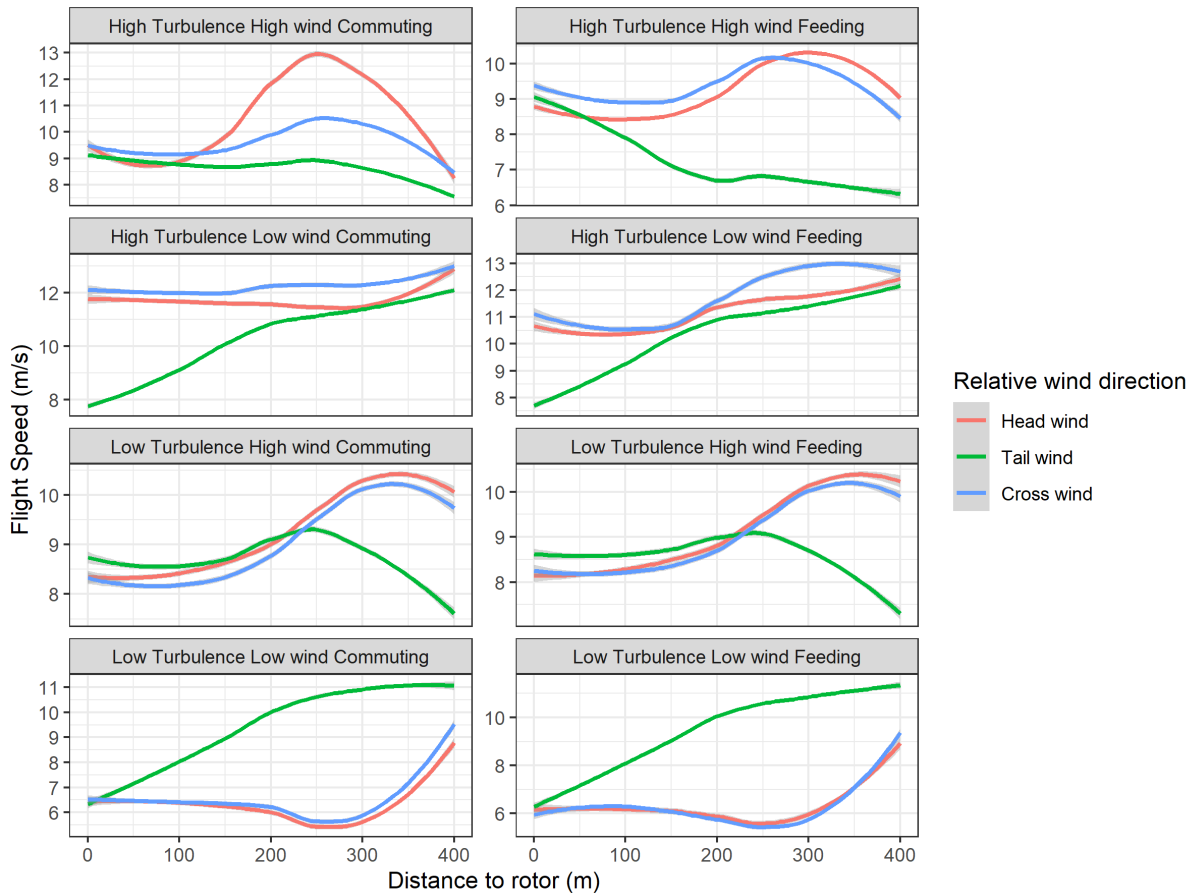 High Turbulence High wind Commuting
High Turbulence High wind Feeding
13
12
11
10
9
8
10
9
8
7
6
High Turbulence Low wind Commuting
High Turbulence Low wind Feeding
12
10
8
13
12
11
10
9
8
Low Turbulence High wind Commuting
Low Turbulence High wind Feeding
10
9
8
10
9
8
Low Turbulence Low wind Commuting
Low Turbulence Low wind Feeding
11
10
9
8
7
6
10
8
6
0 100 200 300 400
0 100 200 300 400
Distance to rotor (m)
Flight Speed (m/s)
Relative wind direction
Head wind
Tail wind
Cross wind